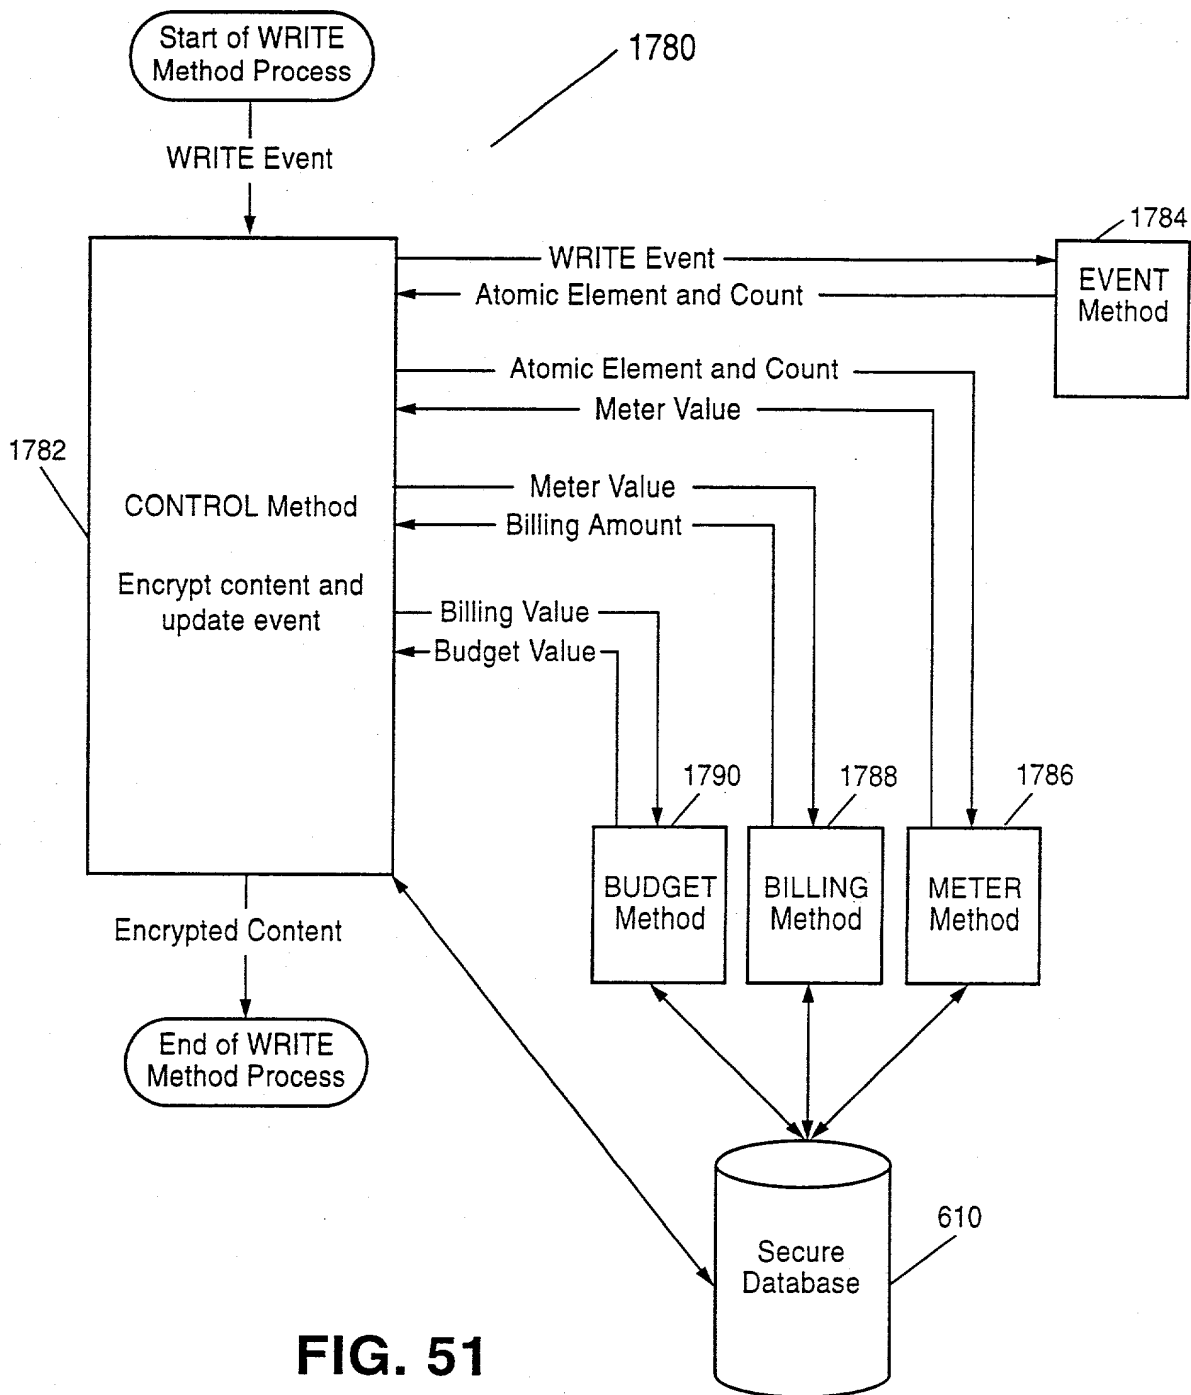 Start of WRITE
Method Process
1780
WRITE Event
1784
WRITE Event
EVENT
Method
Atomic Element and Count
Atomic Element and Count
Meter Value
1782
Meter Value
CONTROL Method
Billing Amount
Encrypt content and
update event
Billing Value
Budget Value
1790
1788
1786
BUDGET
Method
BILLING
Method
METER
Method
Encrypted Content
End of WRITE
Method Process
610
Secure
Database
FIG. 51